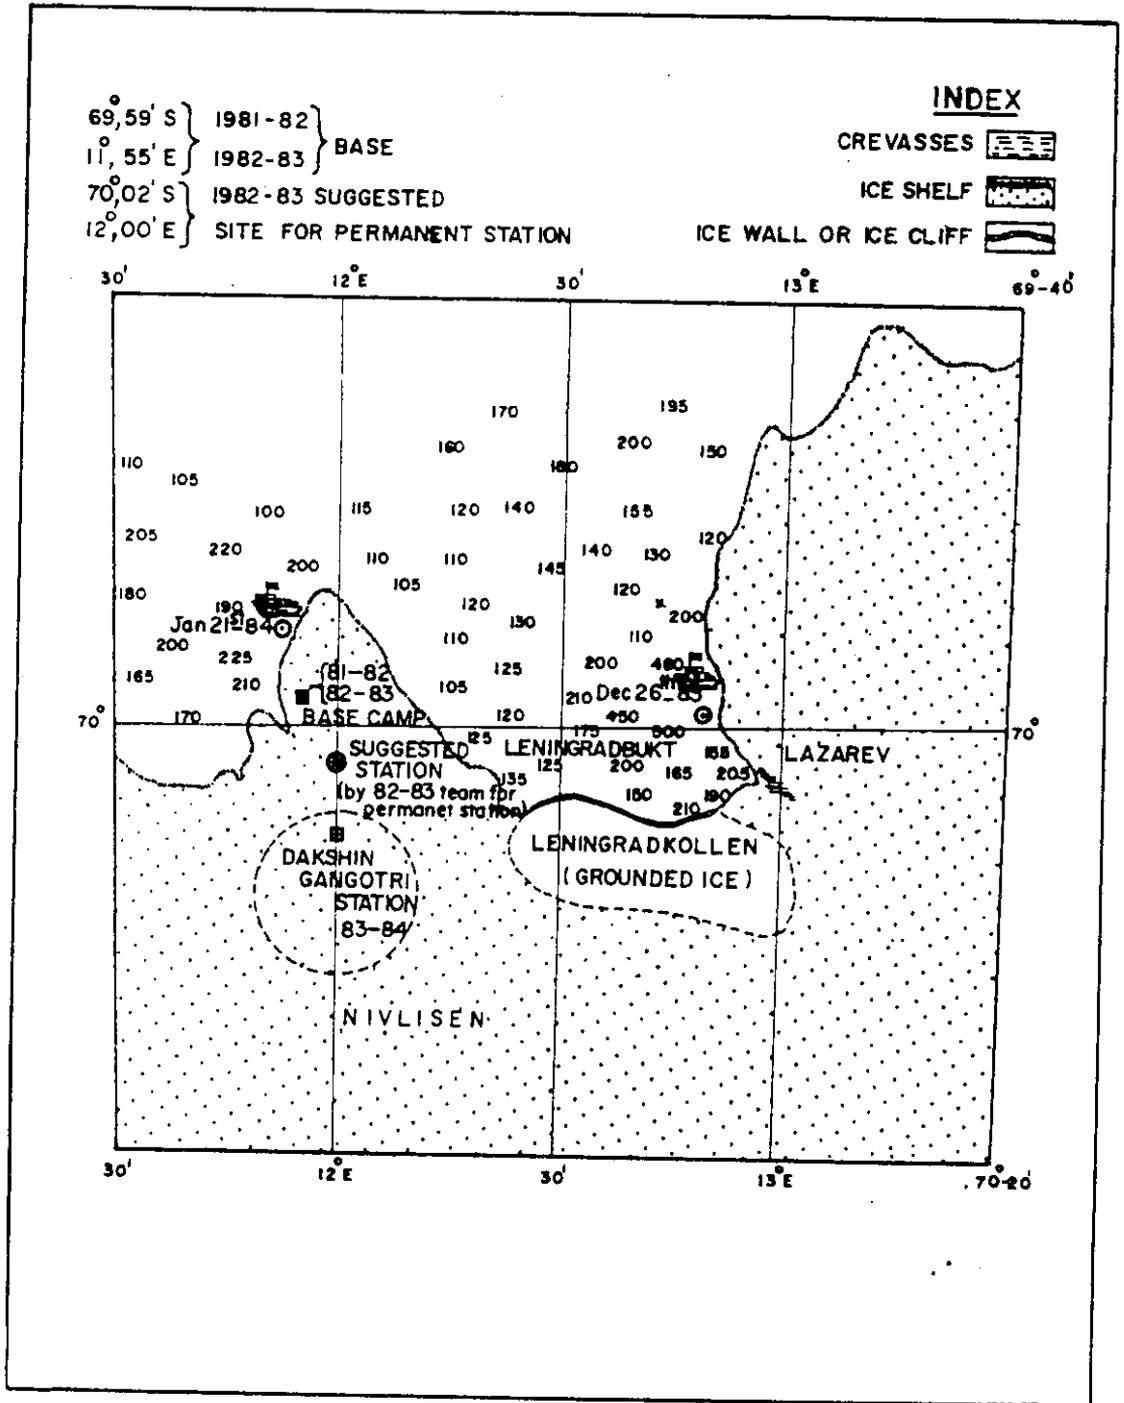 69°,59' S } 1981-82 } BASE
11°, 55' E } 1982-83
70°,02' S } 1982-83 SUGGESTED
12°,00' E } SITE FOR PERMANENT STATION
INDEX
CREVASSES
ICE SHELF
ICE WALL OR ICE CLIFF
30' 12°E 30' 13°E 69°-40'
170 195
160 200 150
110 180
105
100 115 120 140 155
205 120
220 110 110 140 130
200 105 145
180 120 120
190 130 x 200
Jan 21st-84
200 110 110
225 125 200 480
165 {81-82
210 {82-83 105 210 Dec 26-83
70° 170 BASE CAMP 120 450 70°
125 175 500
SUGGESTED LENINGRADBUKT 155 LAZAREV
STATION 125 200 165 205
135
(by 82-83 team for 150 190
permanet station) 210
LENINGRADKOLLEN
DAKSHIN
GANGOTRI (GROUNDED ICE)
STATION
83-84
NIVLISEN
30' 12°E 30' 13°E 70°-20'